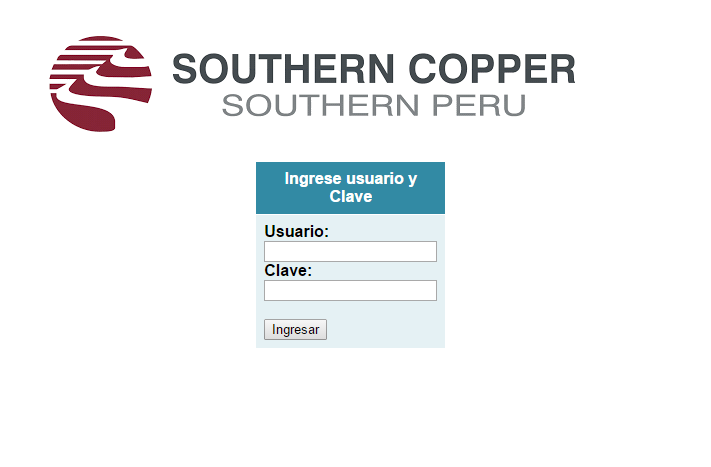 SOUTHERN COPPER
SOUTHERN PERU
Ingrese usuario y
Clave
Usuario:
Clave:
Ingresar